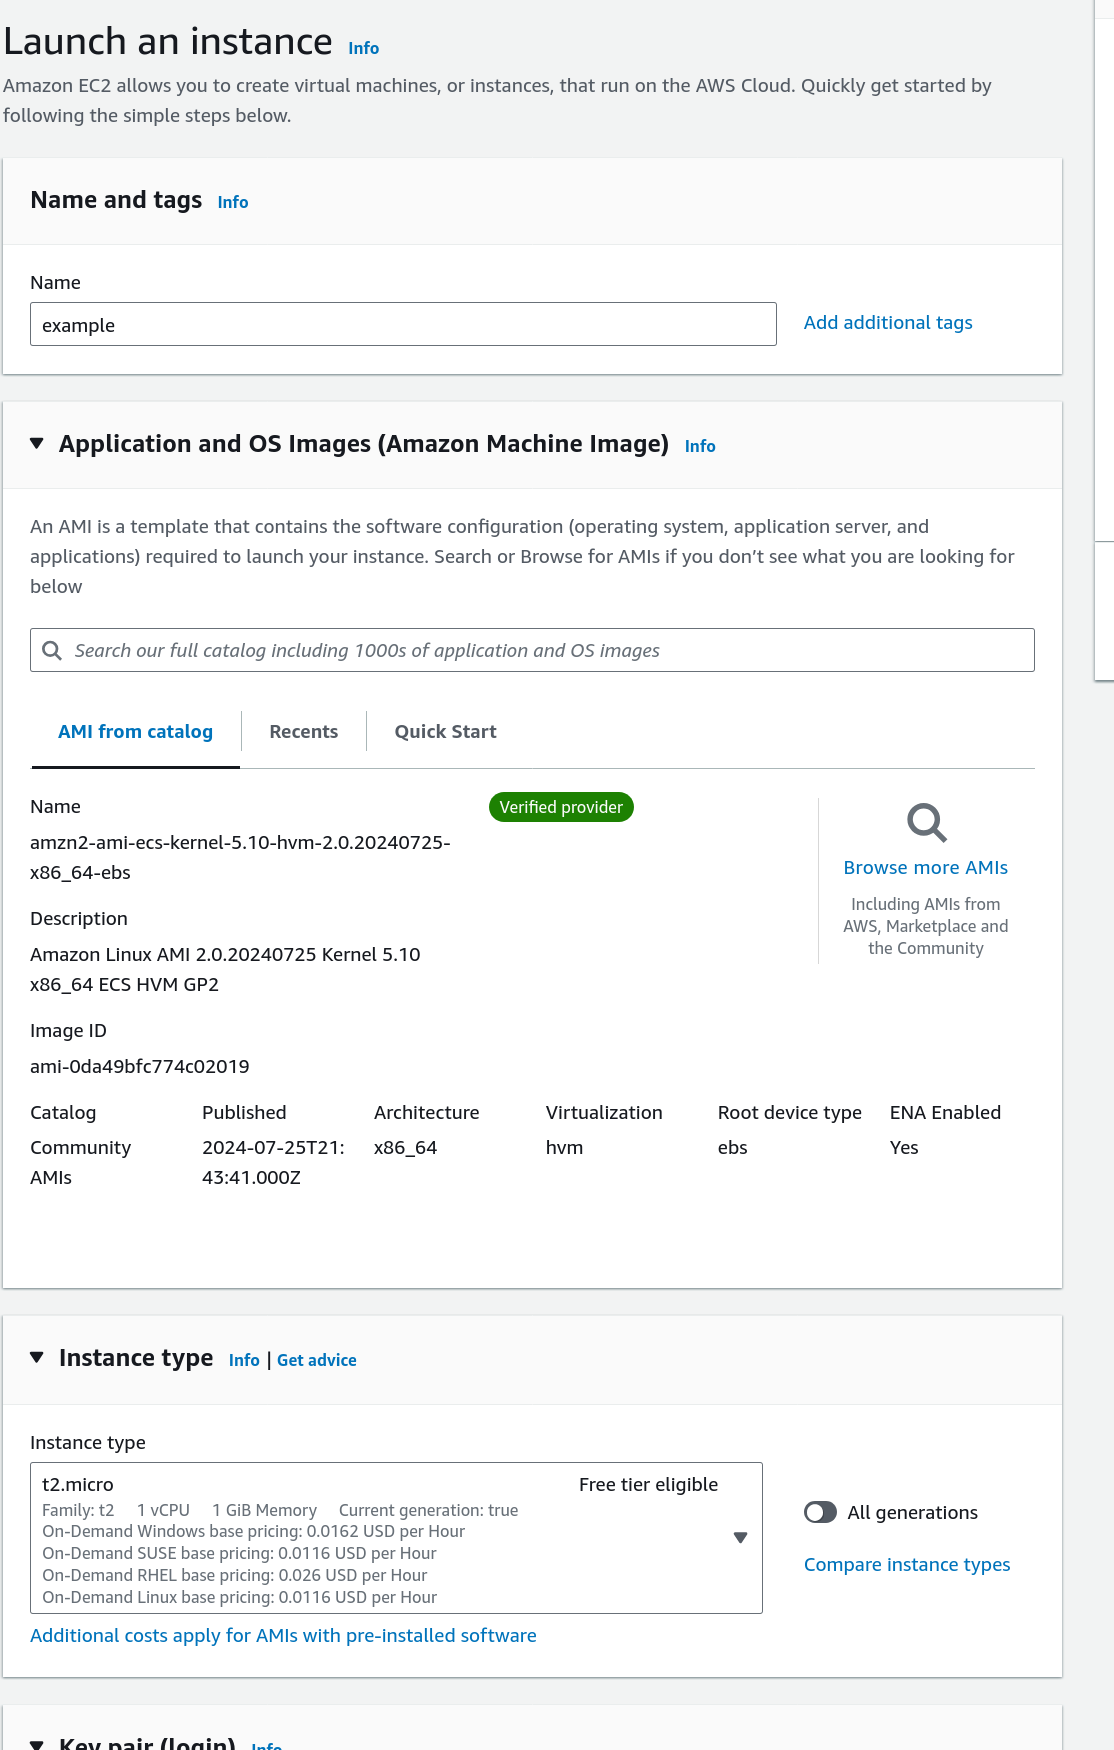 Launch an instance Info
Amazon EC2 allows you to create virtual machines, or instances, that run on the AWS Cloud. Quickly get started by
following the simple steps below.
Name and tags Info
Name
example
Add additional tags
Application and OS Images (Amazon Machine Image) Info
An AMI is a template that contains the software configuration (operating system, application server, and
applications) required to launch your instance. Search or Browse for AMIs if you don’t see what you are looking for
below
Search our full catalog including 1000s of application and OS images
AMI from catalog Recents Quick Start
Name
Verified provider
amzn2-ami-ecs-kernel-5.10-hvm-2.0.20240725-
x86_64-ebs
Description
Amazon Linux AMI 2.0.20240725 Kernel 5.10
x86_64 ECS HVM GP2
Image ID
ami-0da49bfc774c02019
Browse more AMIs
Including AMIs from
AWS, Marketplace and
the Community
Catalog Published Architecture Virtualization Root device type ENA Enabled
Community 2024-07-25T21: x86_64 hvm ebs Yes
AMIs 43:41.000Z
Instance type Info | Get advice
Instance type
t2.micro Free tier eligible
Family: t2 1 vCPU 1 GiB Memory Current generation: true
On-Demand Windows base pricing: 0.0162 USD per Hour
On-Demand SUSE base pricing: 0.0116 USD per Hour
On-Demand RHEL base pricing: 0.026 USD per Hour
On-Demand Linux base pricing: 0.0116 USD per Hour
All generations
Compare instance types
Additional costs apply for AMIs with pre-installed software
Key pair (login) Info